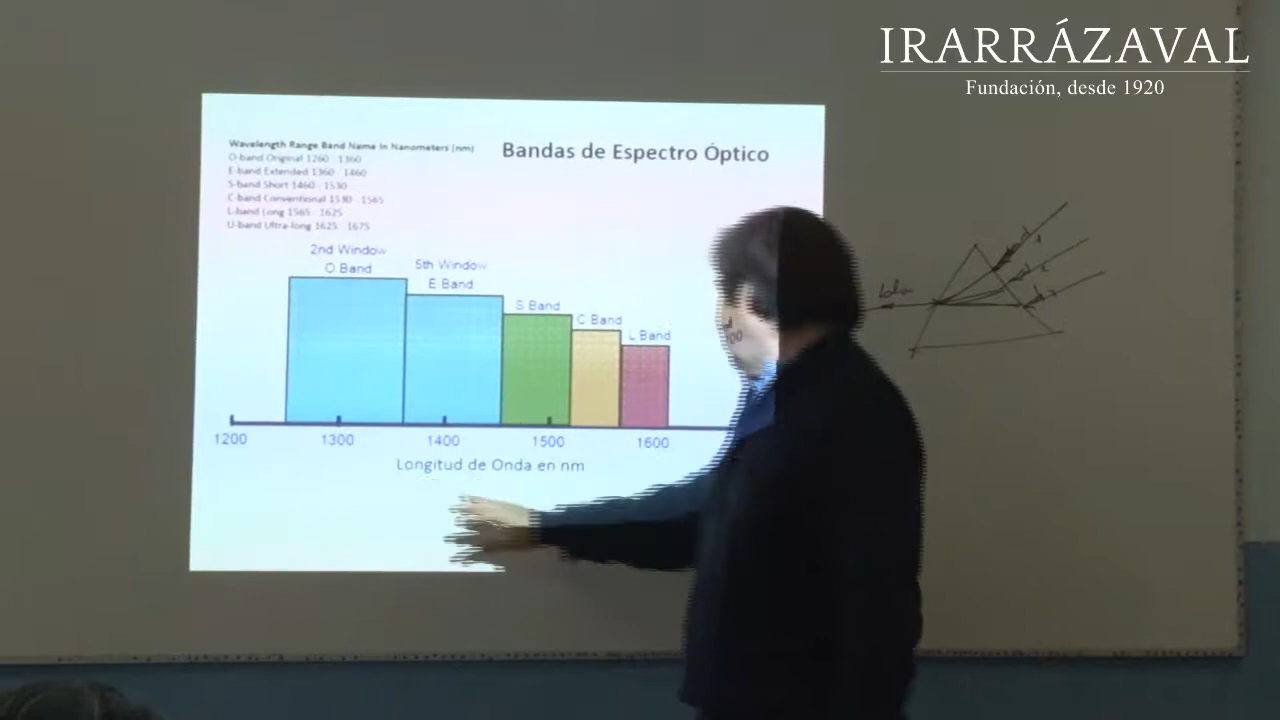 IRARRÁZAVAL
Fundación, desde 1920
Bandas de Espectro Óptico
Wavelength Range Band Name In Nanometers (nm)
O-band Original 1260 - 1360
E-band Extended 1360 - 1460
S-band Short 1460 - 1530
C-band Conventional 1530 - 1565
L-band Long 1565 - 1625
U-band Ultra-long 1625 - 1675
2nd Window
O Band
5th Window
E Band
S Band
C Band
L Band
1200 1300 1400 1500 1600
Longitud de Onda en nm